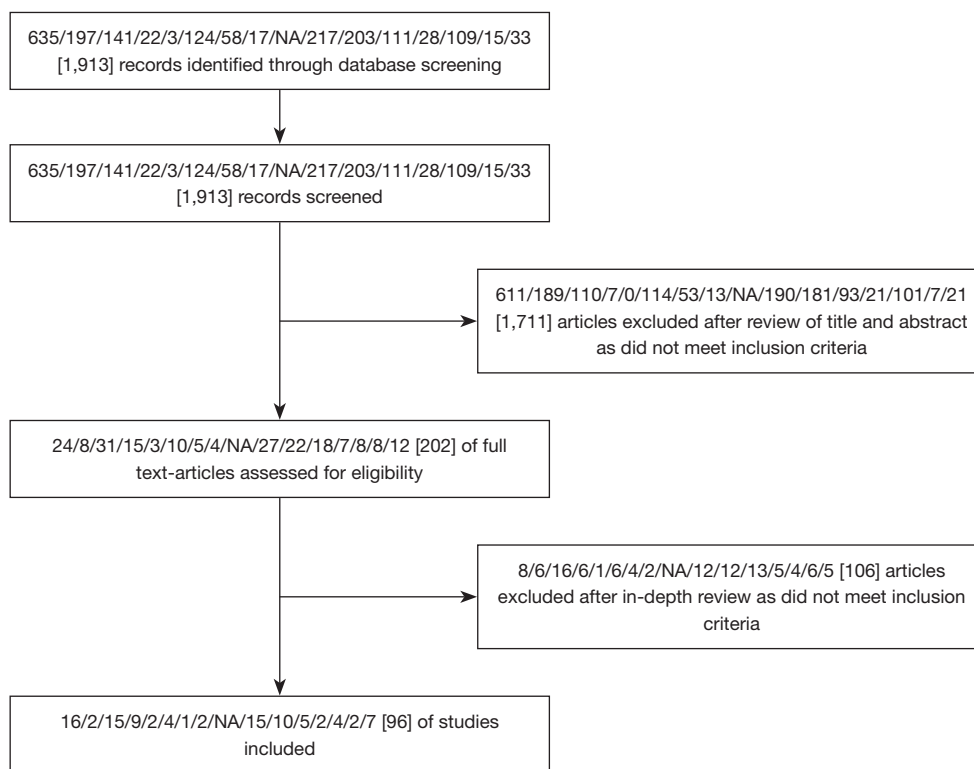 635/197/141/22/3/124/58/17/NA/217/203/111/28/109/15/33
[1,913] records identified through database screening
635/197/141/22/3/124/58/17/NA/217/203/111/28/109/15/33
[1,913] records screened
611/189/110/7/0/114/53/13/NA/190/181/93/21/101/7/21
[1,711] articles excluded after review of title and abstract
as did not meet inclusion criteria
24/8/31/15/3/10/5/4/NA/27/22/18/7/8/8/12 [202] of full
text-articles assessed for eligibility
8/6/16/6/1/6/4/2/NA/12/12/13/5/4/6/5 [106] articles
excluded after in-depth review as did not meet inclusion
criteria
16/2/15/9/2/4/1/2/NA/15/10/5/2/4/2/7 [96] of studies
included